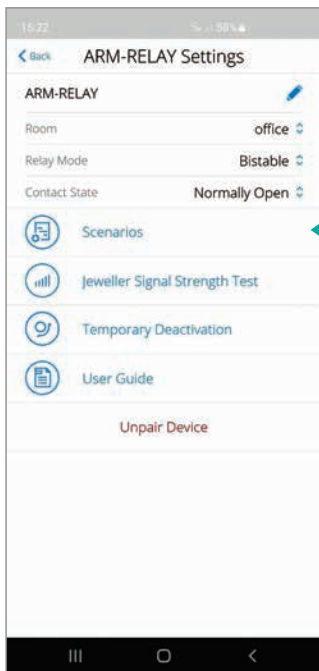 15:22 58%
Back ARM-RELAY Settings
ARM-RELAY
Room office
Relay Mode Bistable
Contact State Normally Open
Scenarios
Jeweller Signal Strength Test
Temporary Deactivation
User Guide
Unpair Device